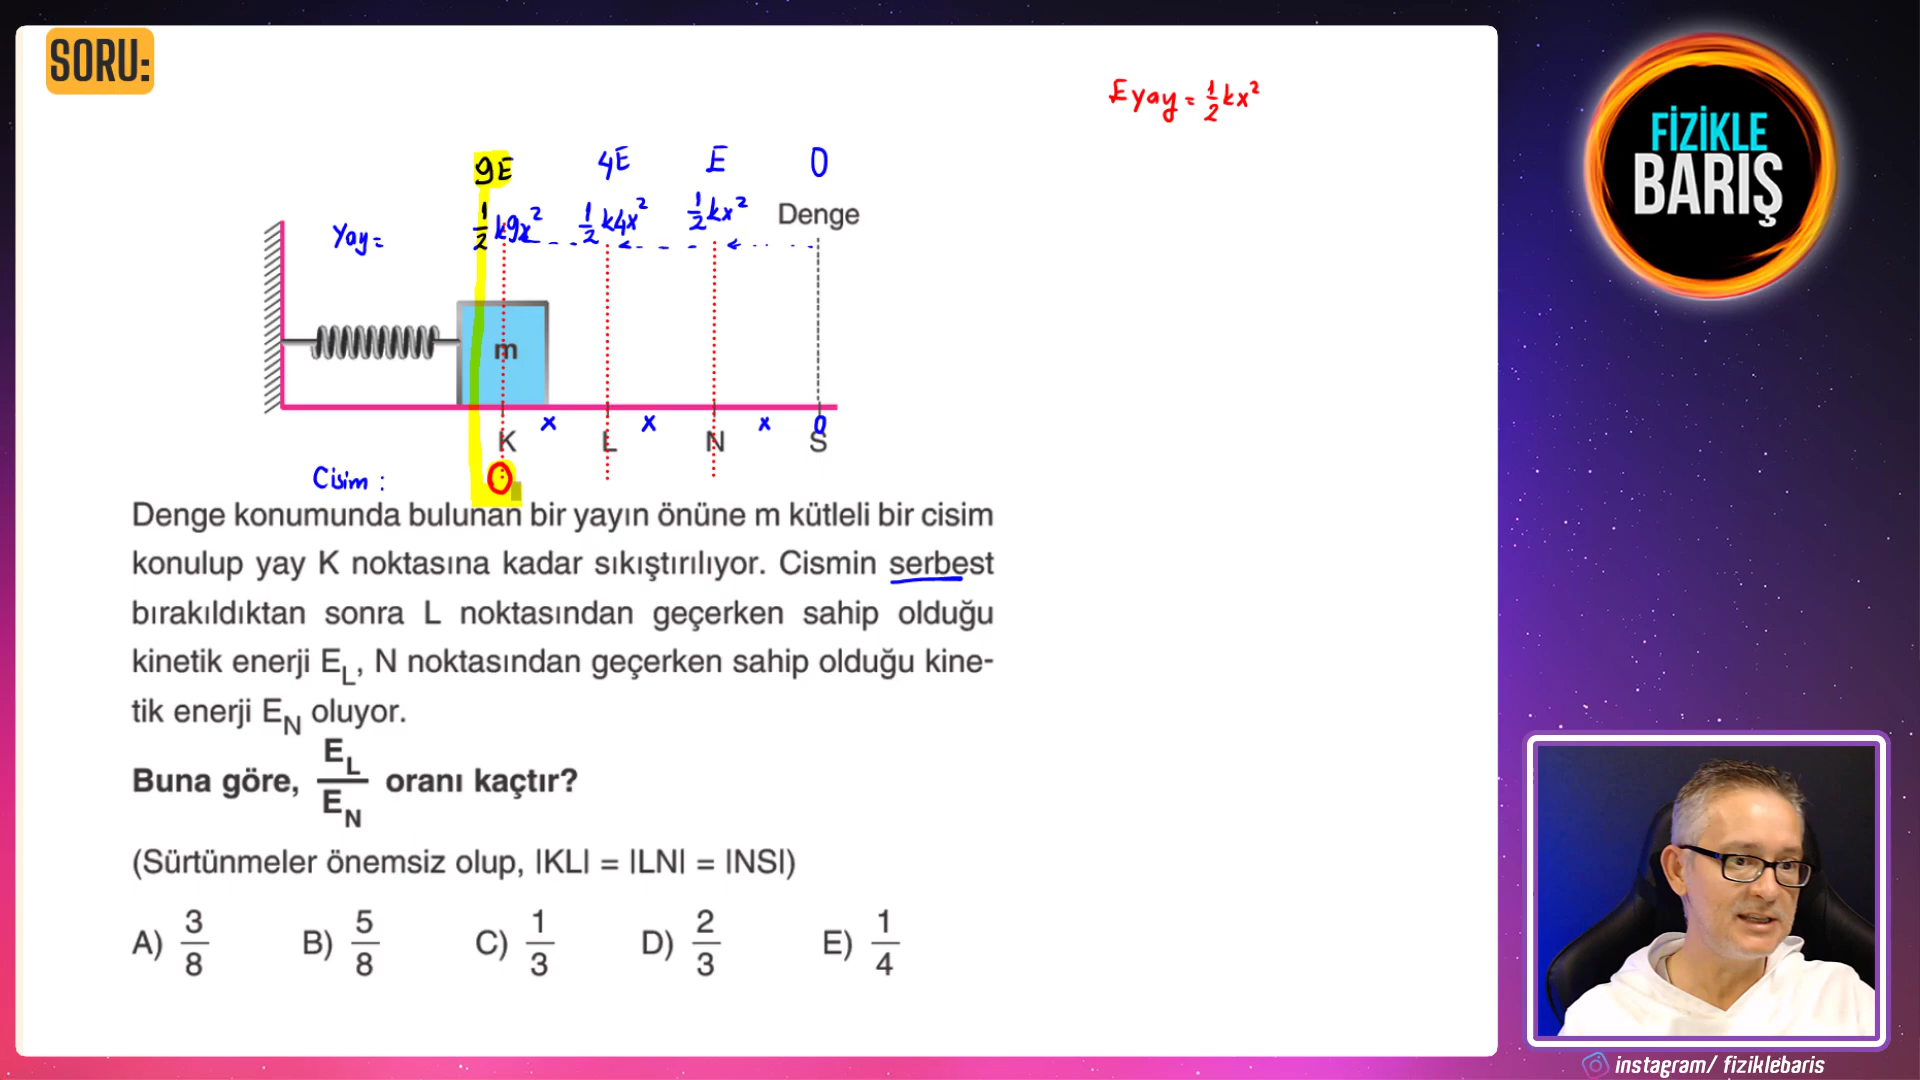 SORU:
E yay = 1/2 kx²
9E 4E E 0
Yay = 1/2 k9x² 1/2 k4x² 1/2 kx² Denge
m
x x x 0
K L N S
Cisim : 0
Denge konumunda bulunan bir yayın önüne m kütleli bir cisim
konulup yay K noktasına kadar sıkıştırılıyor. Cismin serbest
bırakıldıktan sonra L noktasından geçerken sahip olduğu
kinetik enerji E_L, N noktasından geçerken sahip olduğu kine-
tik enerji E_N oluyor.
Buna göre, E_L/E_N oranı kaçtır?
(Sürtünmeler önemsiz olup, |KL| = |LN| = |NS|)
A) 3/8 B) 5/8 C) 1/3 D) 2/3 E) 1/4
FİZİKLE
BARIŞ
instagram/ fiziklebaris